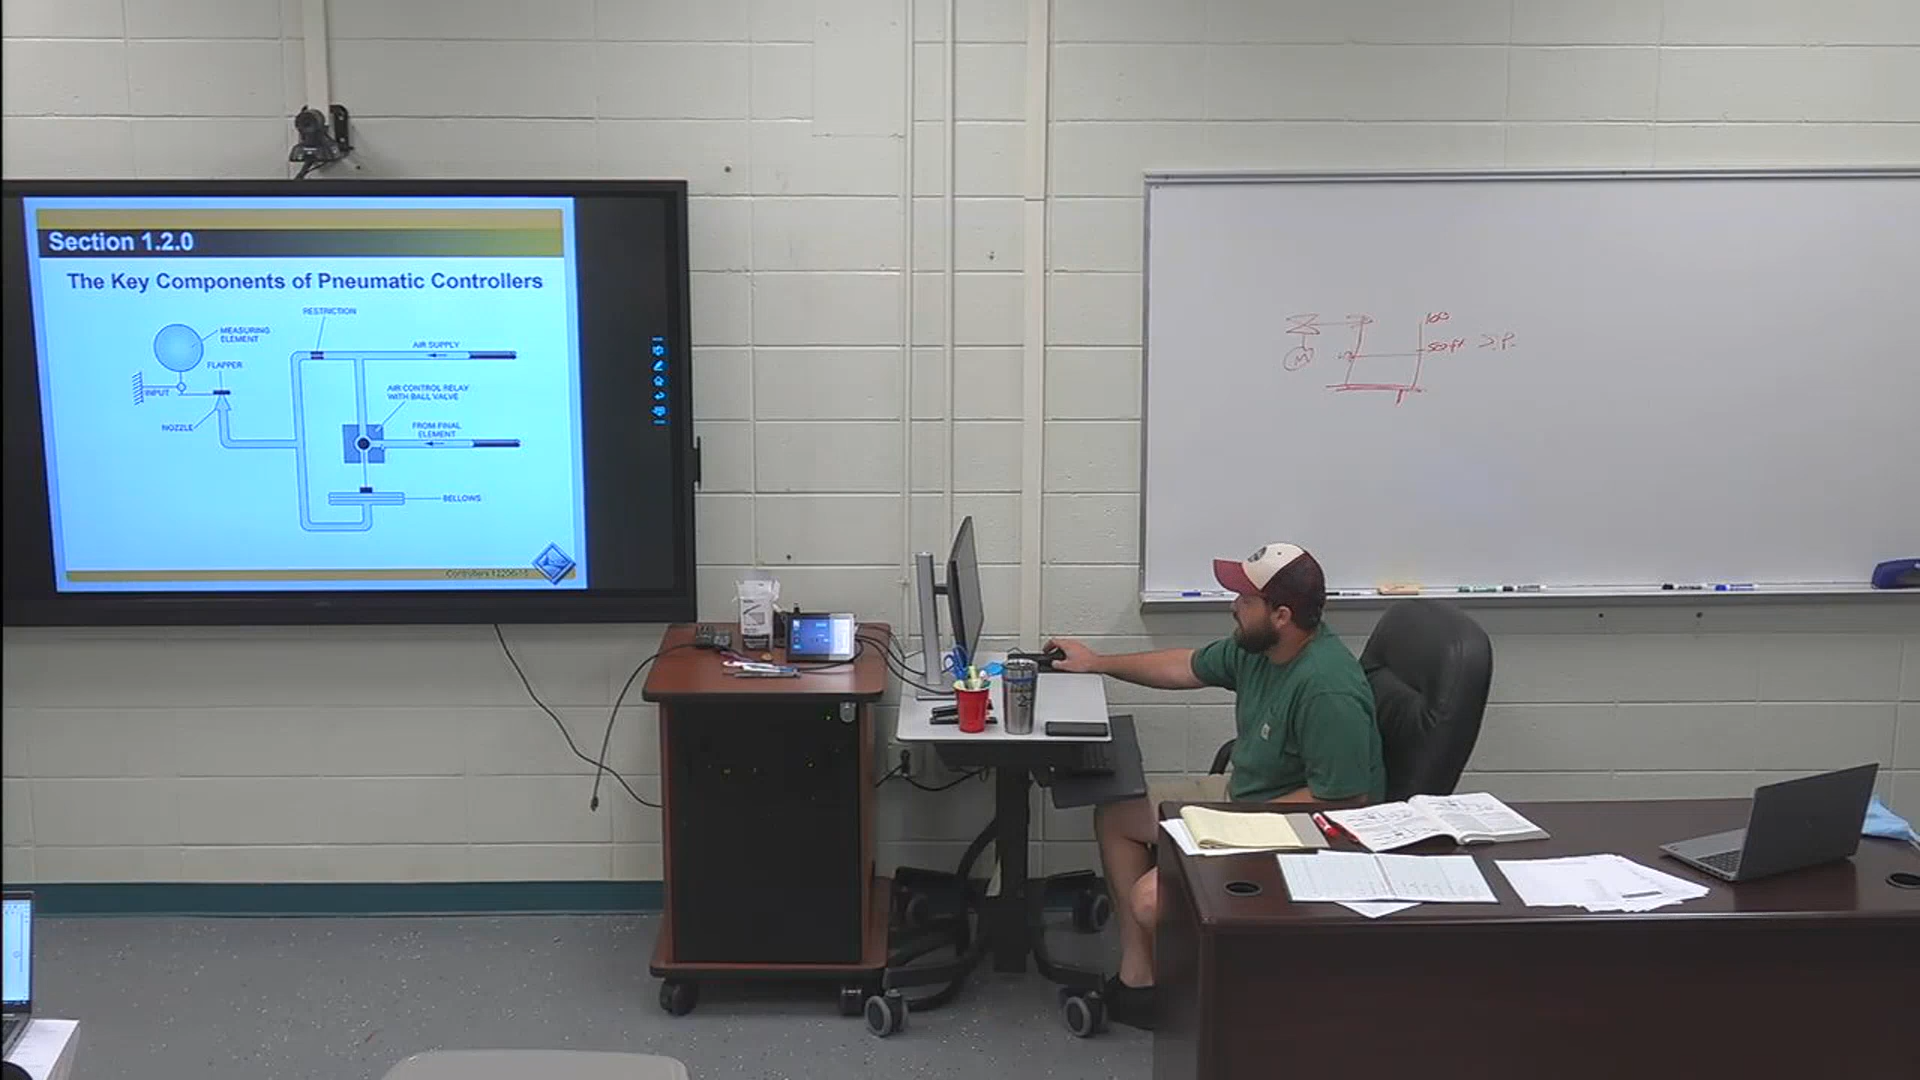 Section 1.2.0
The Key Components of Pneumatic Controllers
RESTRICTION
MEASURING
ELEMENT
AIR SUPPLY
FLAPPER
INPUT
AIR CONTROL RELAY
WITH BALL VALVE
NOZZLE
FROM FINAL
ELEMENT
BELLOWS
100
50% S.P.
M